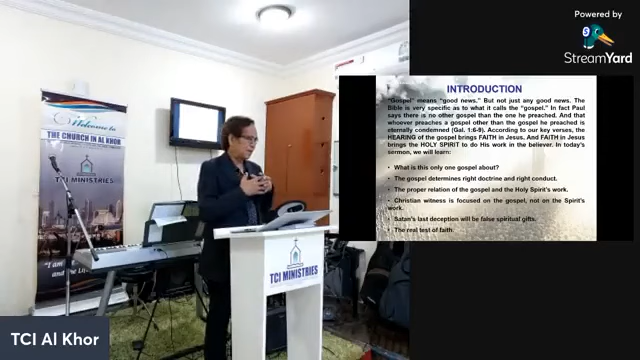 Powered by
StreamYard
INTRODUCTION
"Gospel" means "good news." But not just any good news. The
Bible is very specific as to what it calls the "gospel." In fact Paul
says there is no other gospel than the one he preached. And that
whoever preaches a gospel other than the gospel he preached is
eternally condemned (Gal. 1:6-9). According to our key verses, the
HEARING of the gospel brings FAITH in Jesus. And FAITH in Jesus
brings the HOLY SPIRIT to do His work in the believer. In today's
sermon, we will learn:
• What is this only one gospel about?
• The gospel determines right doctrine and right conduct.
• The proper relation of the gospel and the Holy Spirit's work.
• Christian witness is focused on the gospel, not on the Spirit's
work.
• Satan's last deception will be false spiritual gifts.
• The real test of faith.
Welcome to
THE CHURCH IN AL KHOR
TCI MINISTRIES
"I am
and the Li
TCI MINISTRIES
TCI Al Khor